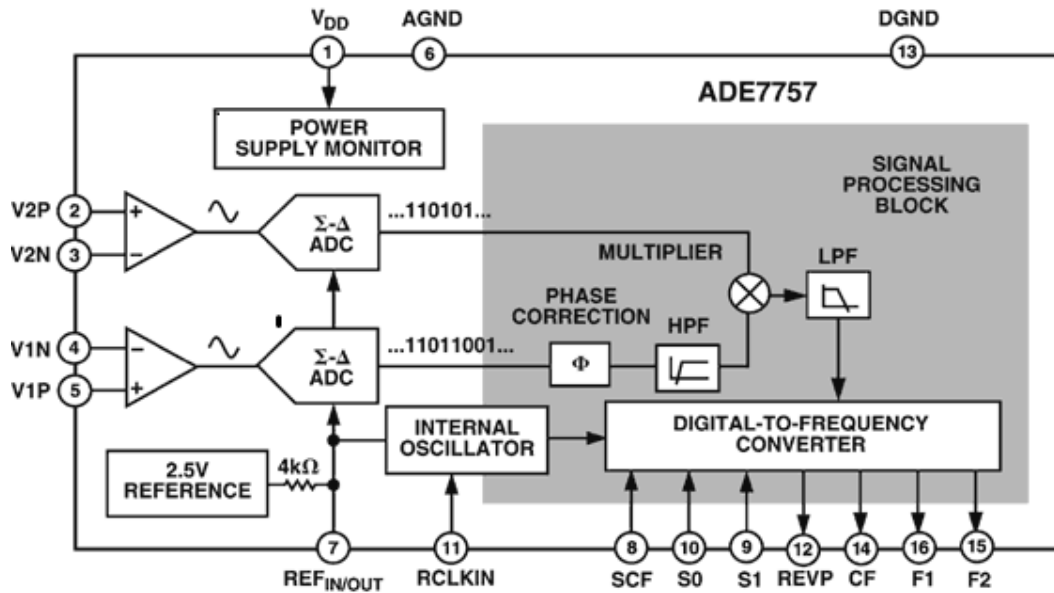 VDD
AGND
DGND
1
6
13
ADE7757
POWER
SUPPLY MONITOR
SIGNAL
PROCESSING
BLOCK
V2P
2
+
Σ-Δ
ADC
...110101...
V2N
3
−
MULTIPLIER
LPF
PHASE
CORRECTION
HPF
V1N
4
−
Σ-Δ
ADC
...11011001...
Φ
V1P
5
+
INTERNAL
OSCILLATOR
DIGITAL-TO-FREQUENCY
CONVERTER
2.5V
REFERENCE
4kΩ
7
11
8
10
9
12
14
16
15
REFIN/OUT
RCLKIN
SCF
S0
S1
REVP
CF
F1
F2